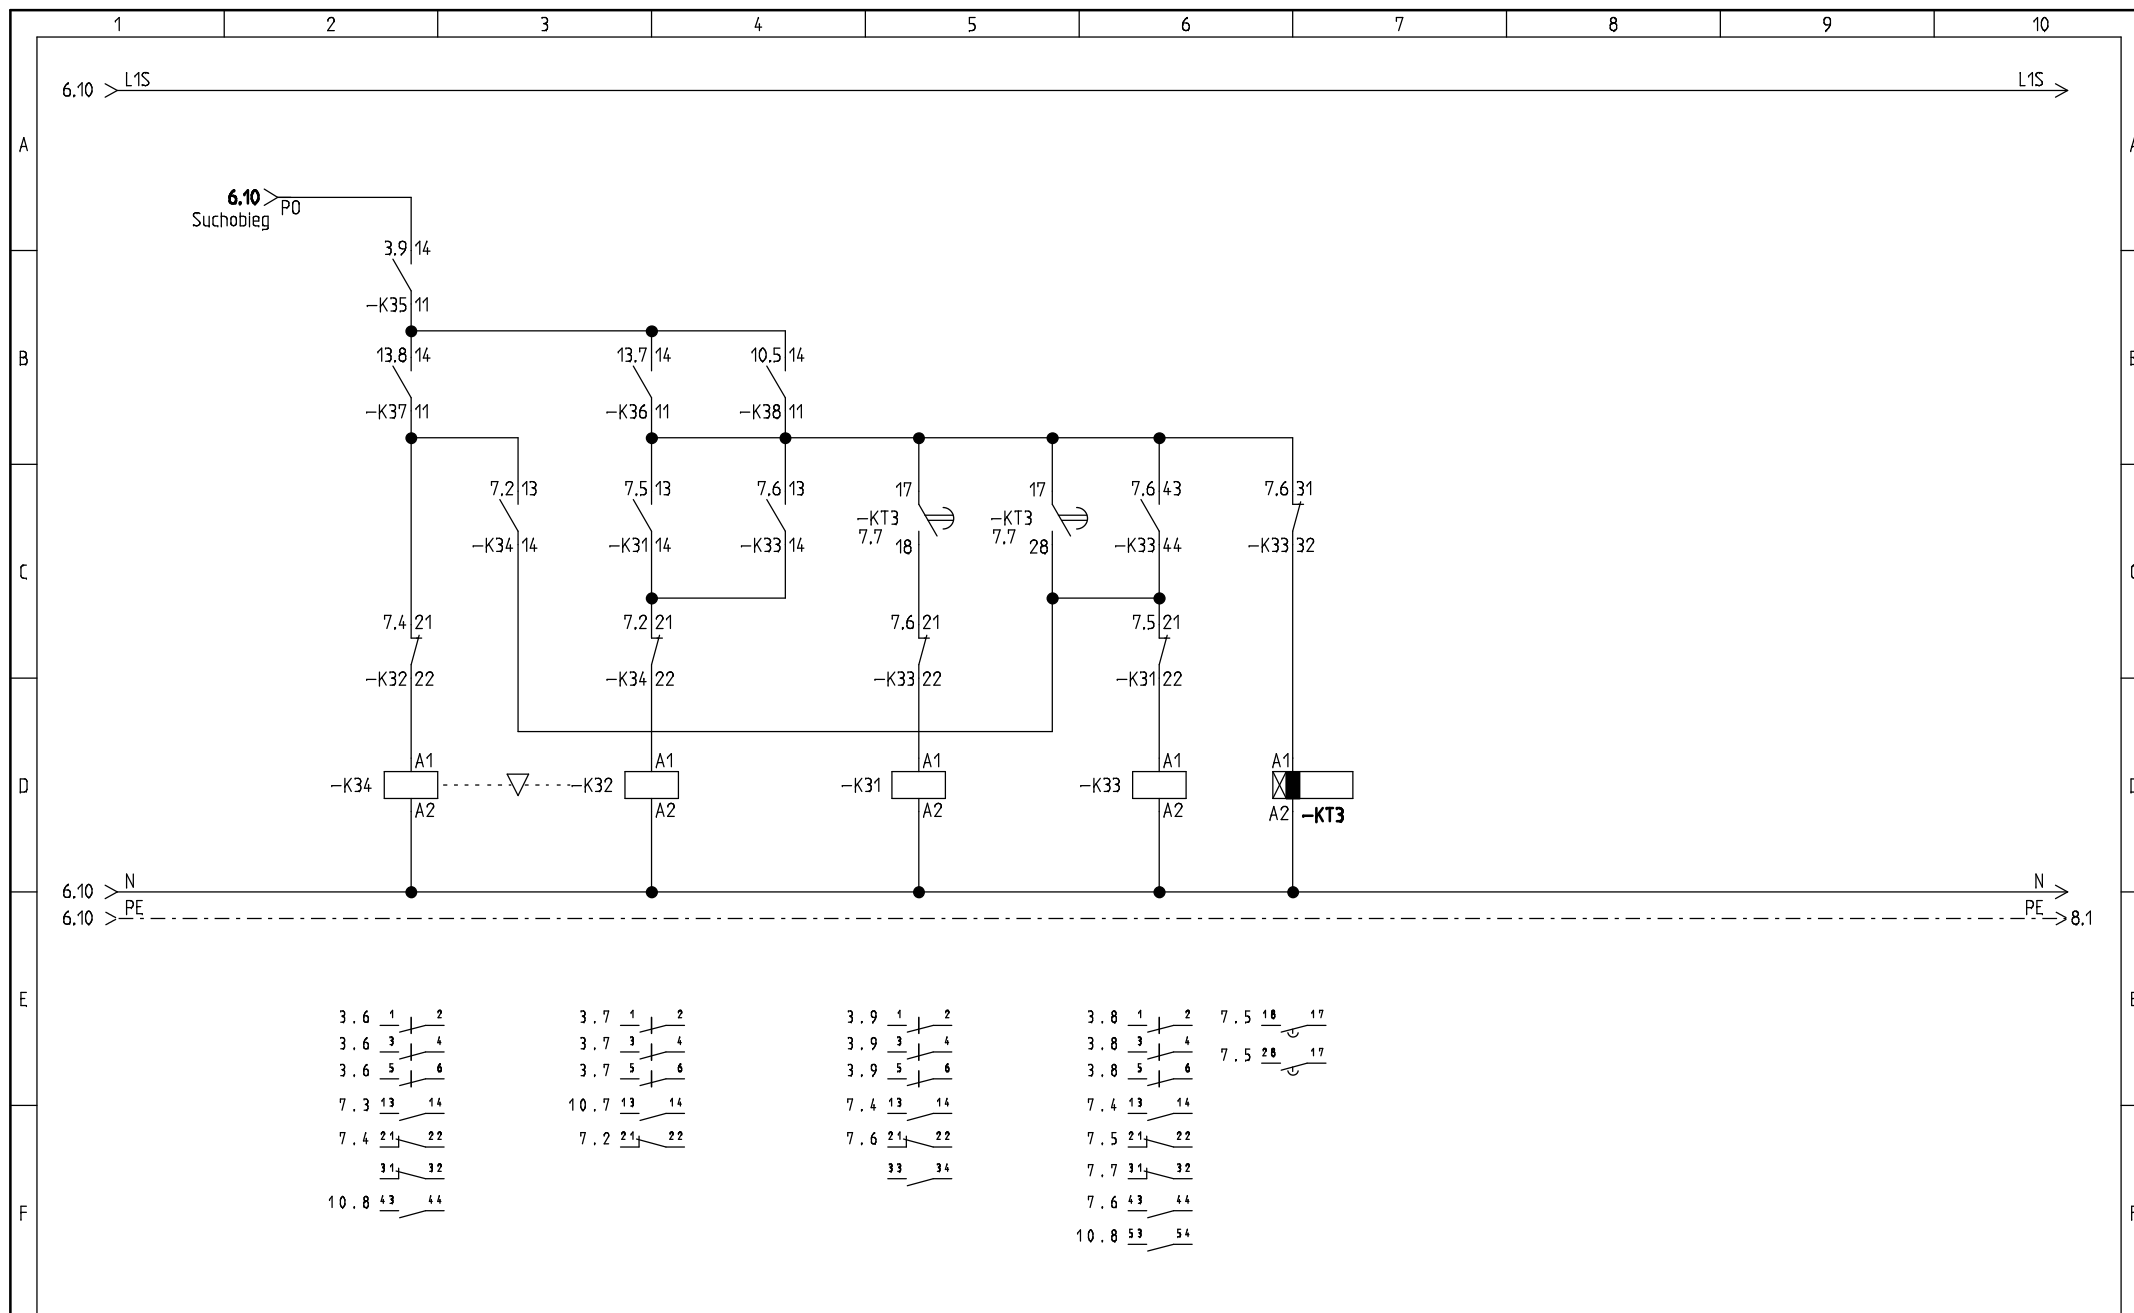 1 2 3 4 5 6 7 8 9 10
6.10 L1S L1S
A A
6.10 P0
Suchobieg
3.9 14
-K35 11
B B
13.8 14 13.7 14 10.5 14
-K37 11 -K36 11 -K38 11
7.2 13 7.5 13 7.6 13 17 17 7.6 43 7.6 31
-KT3 -KT3
7.7 7.7
-K34 14 -K31 14 -K33 14 18 28 -K33 44 -K33 32
C C
7.4 21 7.2 21 7.6 21 7.5 21
-K32 22 -K34 22 -K33 22 -K31 22
A1 A1 A1 A1 A1
D -K34 -K32 -K31 -K33 D
A2 A2 A2 A2 A2 -KT3
6.10 N N
6.10 PE PE 8.1
E E
3.6 1 2 3.7 1 2 3.9 1 2 3.8 1 2 7.5 18 17
3.6 3 4 3.7 3 4 3.9 3 4 3.8 3 4 7.5 28 17
3.6 5 6 3.7 5 6 3.9 5 6 3.8 5 6
7.3 13 14 10.7 13 14 7.4 13 14 7.4 13 14
7.4 21 22 7.2 21 22 7.6 21 22 7.5 21 22
31 32 33 34 7.7 31 32
10.8 43 44 7.6 43 44
F F
10.8 53 54